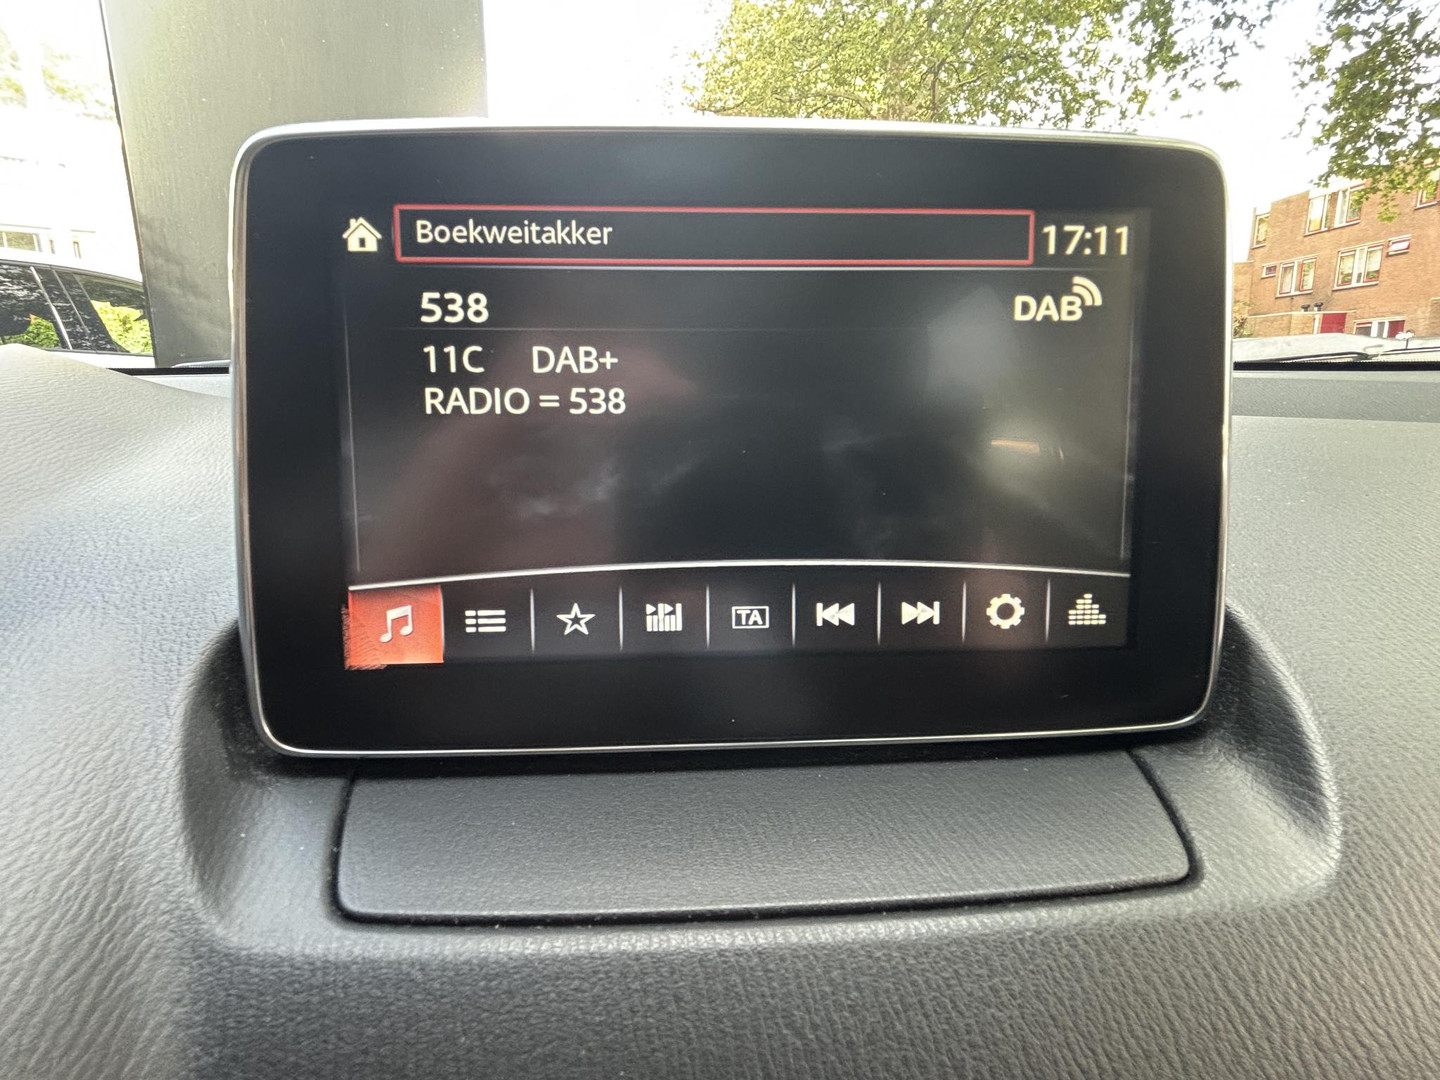 Boekweitakker
17:11
538
DAB
11C DAB+
RADIO = 538
TA